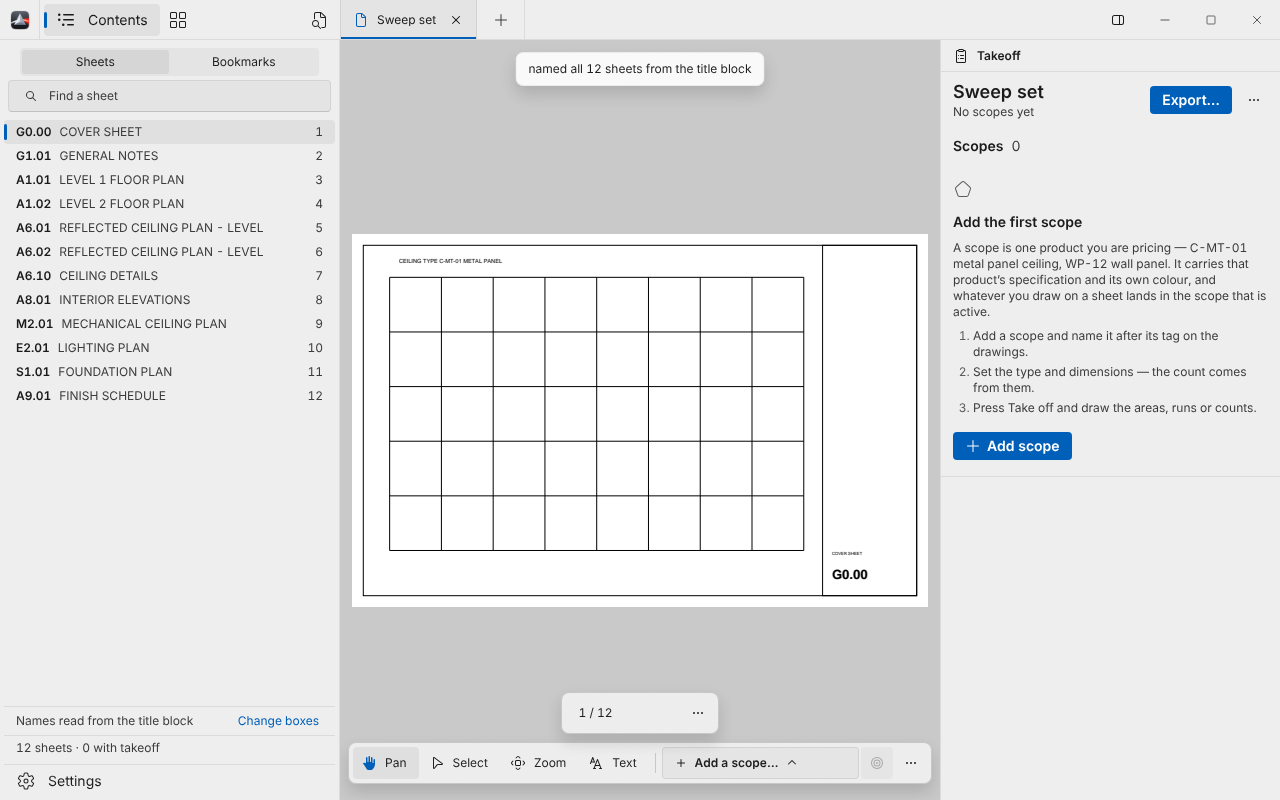 Contents
Sweep set
Sheets
Bookmarks
Find a sheet
G0.00 COVER SHEET 1
G1.01 GENERAL NOTES 2
A1.01 LEVEL 1 FLOOR PLAN 3
A1.02 LEVEL 2 FLOOR PLAN 4
A6.01 REFLECTED CEILING PLAN - LEVEL 5
A6.02 REFLECTED CEILING PLAN - LEVEL 6
A6.10 CEILING DETAILS 7
A8.01 INTERIOR ELEVATIONS 8
M2.01 MECHANICAL CEILING PLAN 9
E2.01 LIGHTING PLAN 10
S1.01 FOUNDATION PLAN 11
A9.01 FINISH SCHEDULE 12
Names read from the title block
Change boxes
12 sheets · 0 with takeoff
Settings
named all 12 sheets from the title block
CEILING TYPE C-MT-01 METAL PANEL
COVER SHEET
G0.00
1 / 12
Pan
Select
Zoom
Text
Add a scope...
Takeoff
Sweep set
No scopes yet
Export...
Scopes 0
Add the first scope
A scope is one product you are pricing — C-MT-01
metal panel ceiling, WP-12 wall panel. It carries that
product's specification and its own colour, and
whatever you draw on a sheet lands in the scope that is
active.
1. Add a scope and name it after its tag on the
drawings.
2. Set the type and dimensions — the count comes
from them.
3. Press Take off and draw the areas, runs or counts.
Add scope